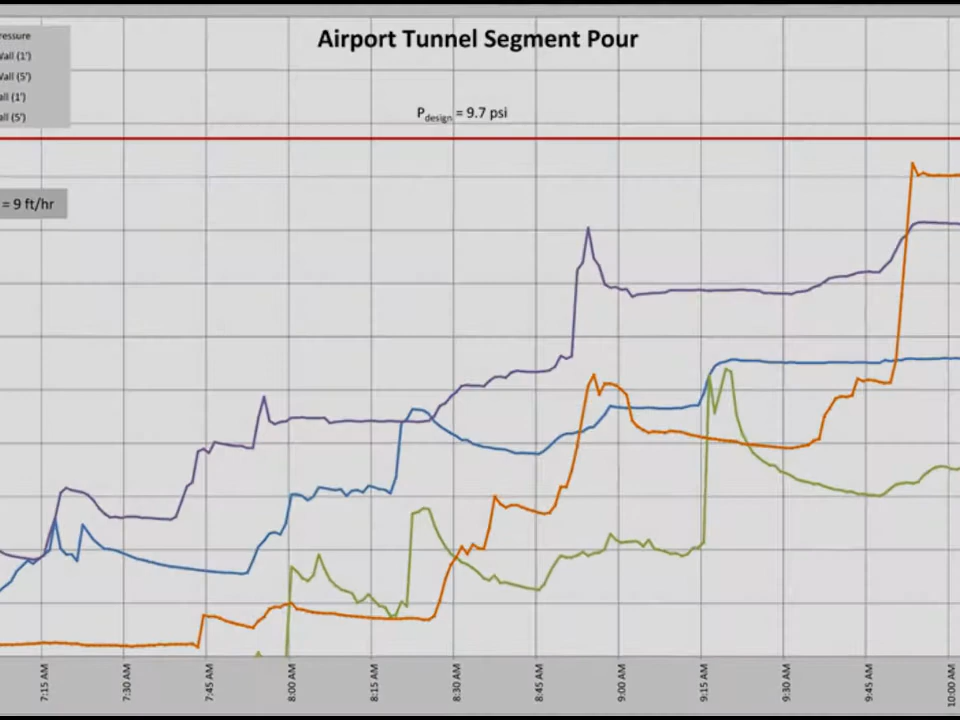 Airport Tunnel Segment Pour
ressure
Vall (1')
Vall (5')
all (1')
all (5')
Pdesign = 9.7 psi
= 9 ft/hr
7:15 AM
7:30 AM
7:45 AM
8:00 AM
8:15 AM
8:30 AM
8:45 AM
9:00 AM
9:15 AM
9:30 AM
9:45 AM
10:00 AM